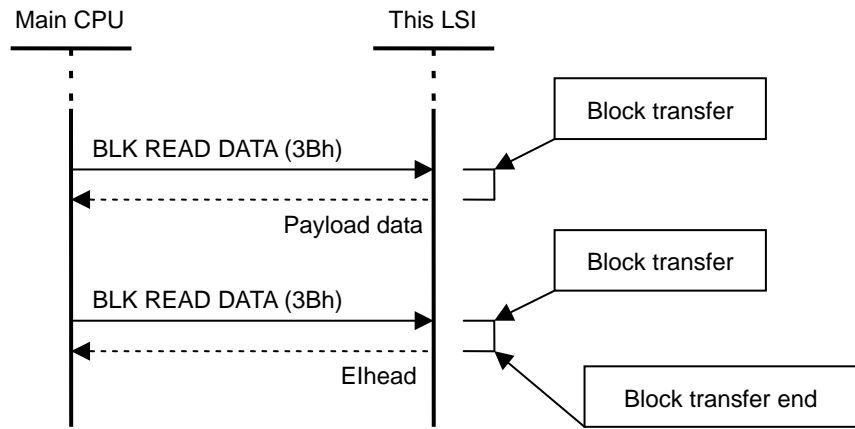 Main CPU
This LSI
Block transfer
BLK READ DATA (3Bh)
Payload data
Block transfer
BLK READ DATA (3Bh)
EIhead
Block transfer end